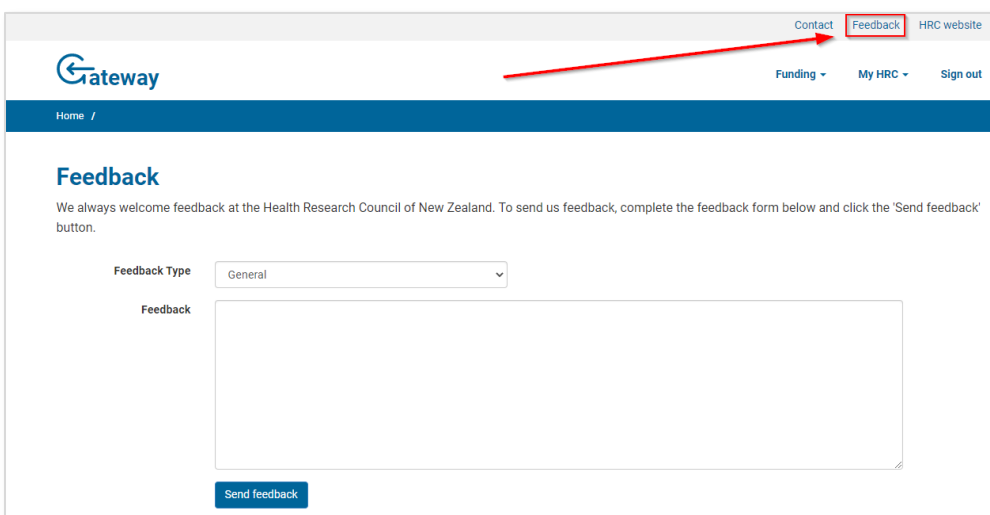 Contact Feedback HRC website
Gateway
Funding My HRC Sign out
Home /
Feedback
We always welcome feedback at the Health Research Council of New Zealand. To send us feedback, complete the feedback form below and click the 'Send feedback'
button.
Feedback Type General
Feedback
Send feedback